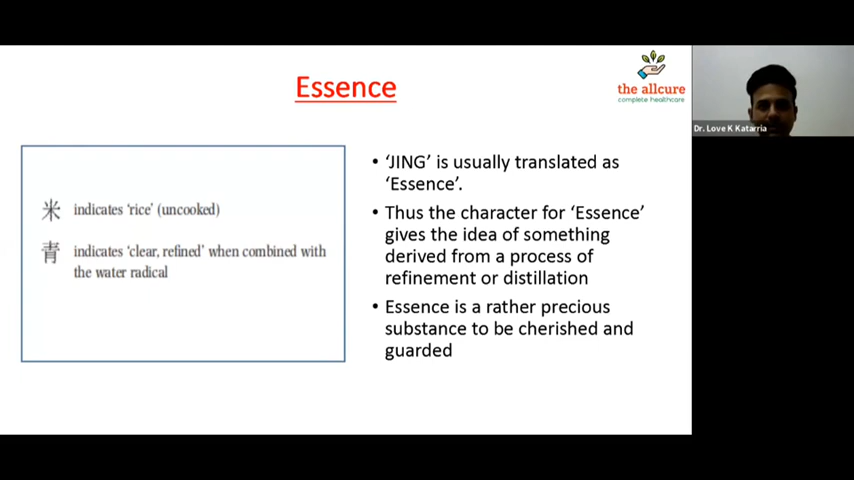 Essence
the allcure
complete healthcare
Dr. Love K Katarria
米 indicates 'rice' (uncooked)
青 indicates 'clear, refined' when combined with
the water radical
• 'JING' is usually translated as
'Essence'.
• Thus the character for 'Essence'
gives the idea of something
derived from a process of
refinement or distillation
• Essence is a rather precious
substance to be cherished and
guarded